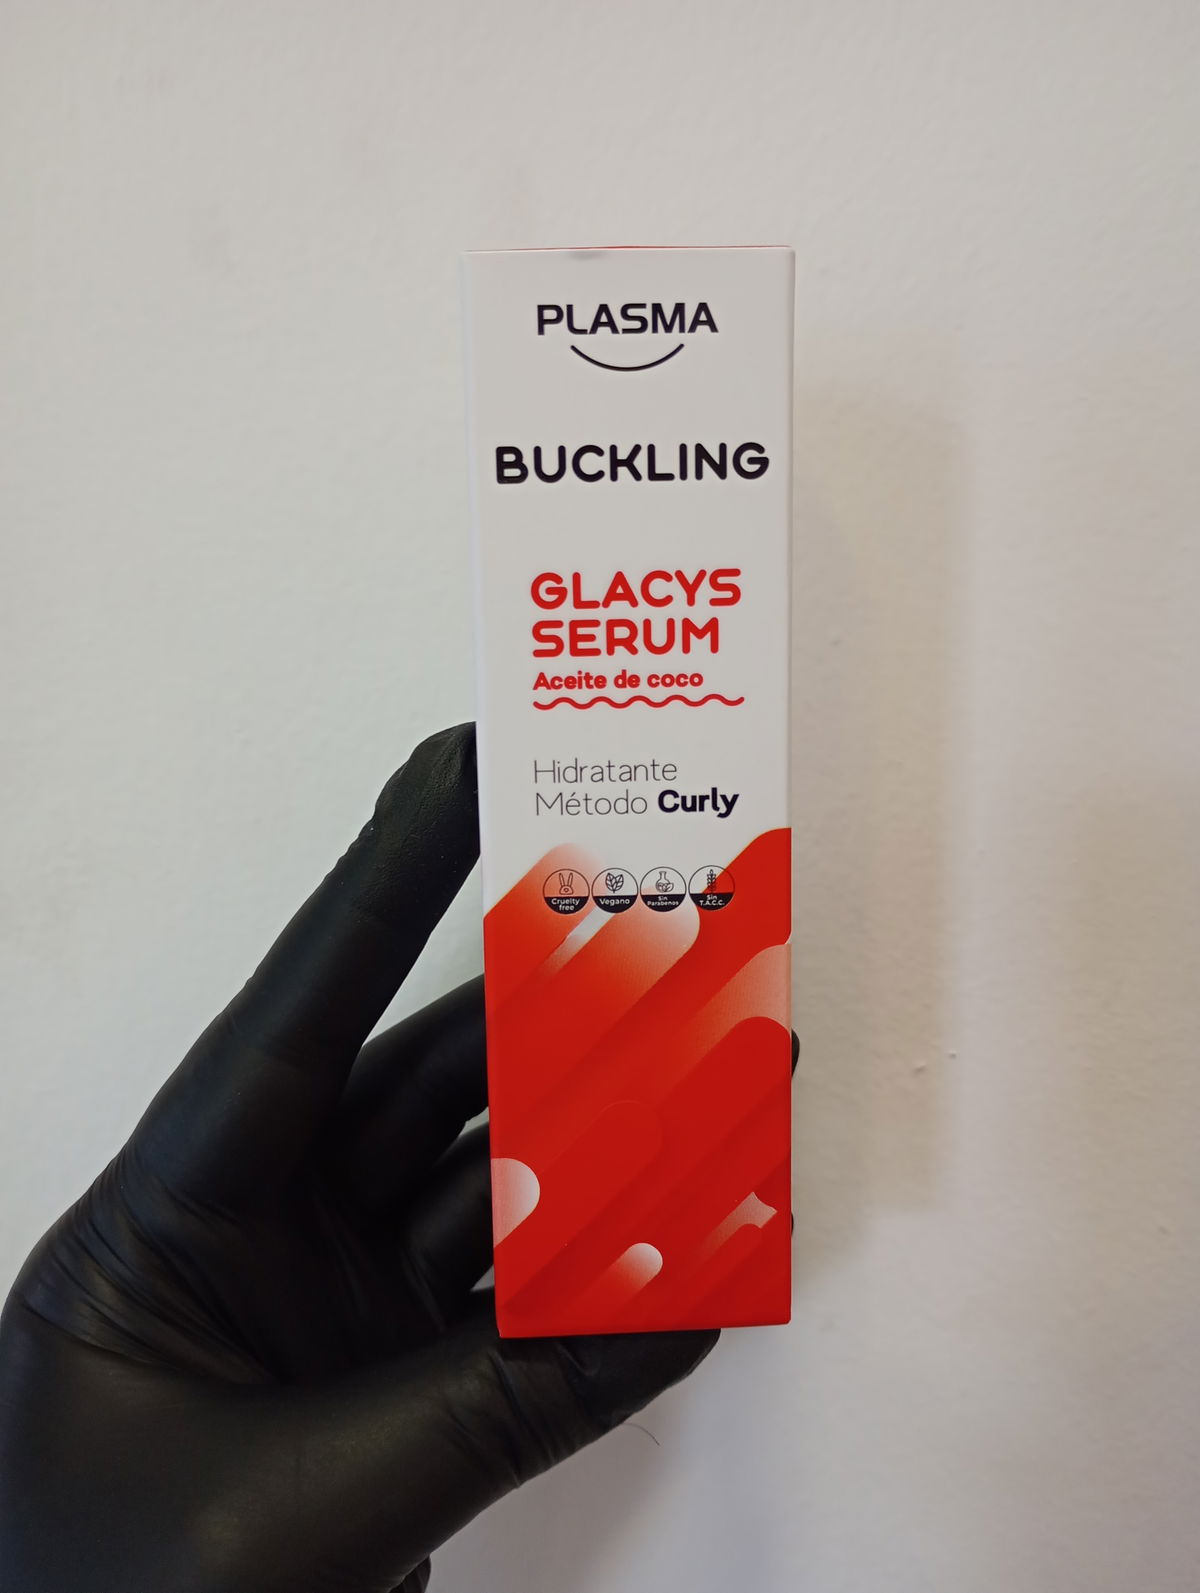 PLASMA
BUCKLING
GLACYS
SERUM
Aceite de coco
Hidratante
Método Curly
Cruelty
free
Vegano
Sin
Parabenos
Sin
T.A.C.C.